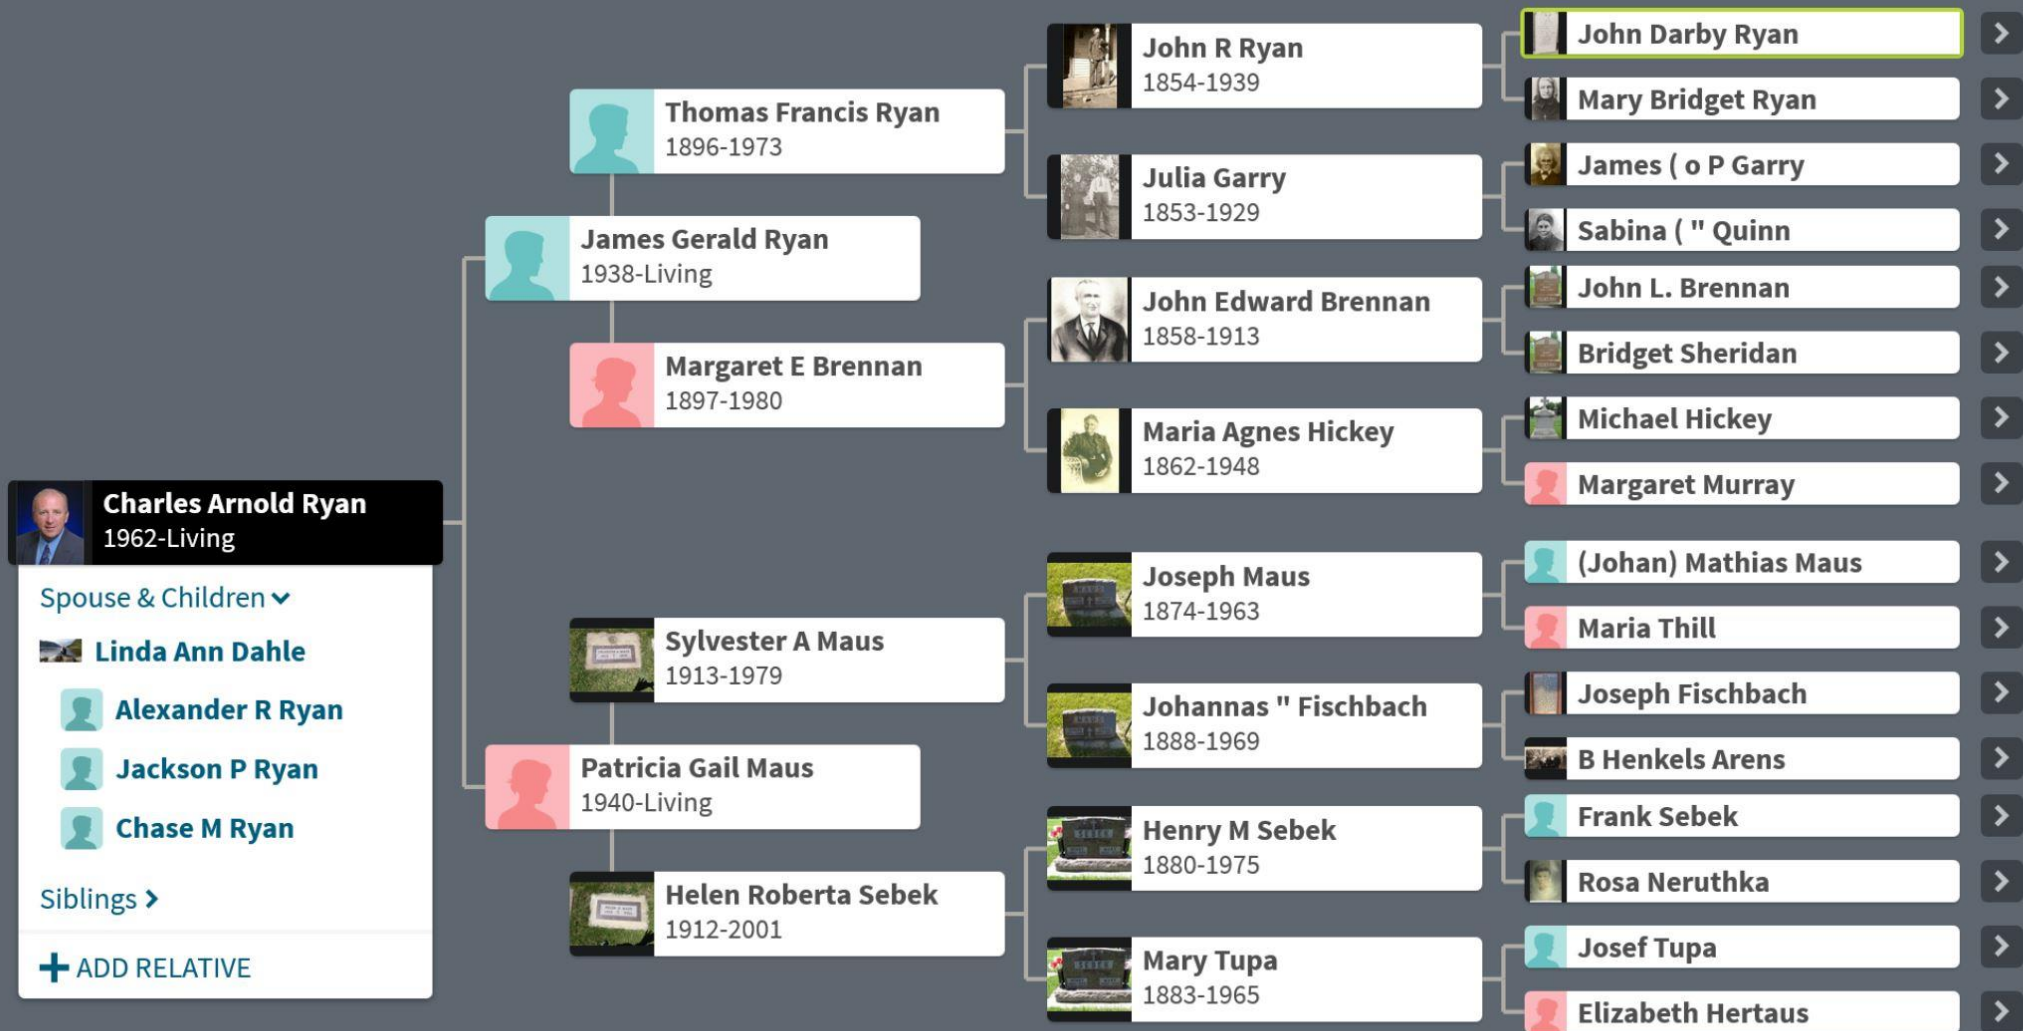 John Darby Ryan
John R Ryan
1854-1939
Mary Bridget Ryan
Thomas Francis Ryan
1896-1973
James ( o P Garry
Julia Garry
1853-1929
Sabina ( " Quinn
James Gerald Ryan
1938-Living
John L. Brennan
John Edward Brennan
1858-1913
Bridget Sheridan
Margaret E Brennan
1897-1980
Michael Hickey
Maria Agnes Hickey
1862-1948
Margaret Murray
Charles Arnold Ryan
1962-Living
Spouse & Children
Linda Ann Dahle
Alexander R Ryan
Jackson P Ryan
Chase M Ryan
Siblings
ADD RELATIVE
(Johan) Mathias Maus
Joseph Maus
1874-1963
Maria Thill
Sylvester A Maus
1913-1979
Joseph Fischbach
Johannas " Fischbach
1888-1969
B Henkels Arens
Patricia Gail Maus
1940-Living
Frank Sebek
Henry M Sebek
1880-1975
Rosa Neruthka
Helen Roberta Sebek
1912-2001
Josef Tupa
Mary Tupa
1883-1965
Elizabeth Hertaus
MAUS
MAUS
SEBEK
SEBEK